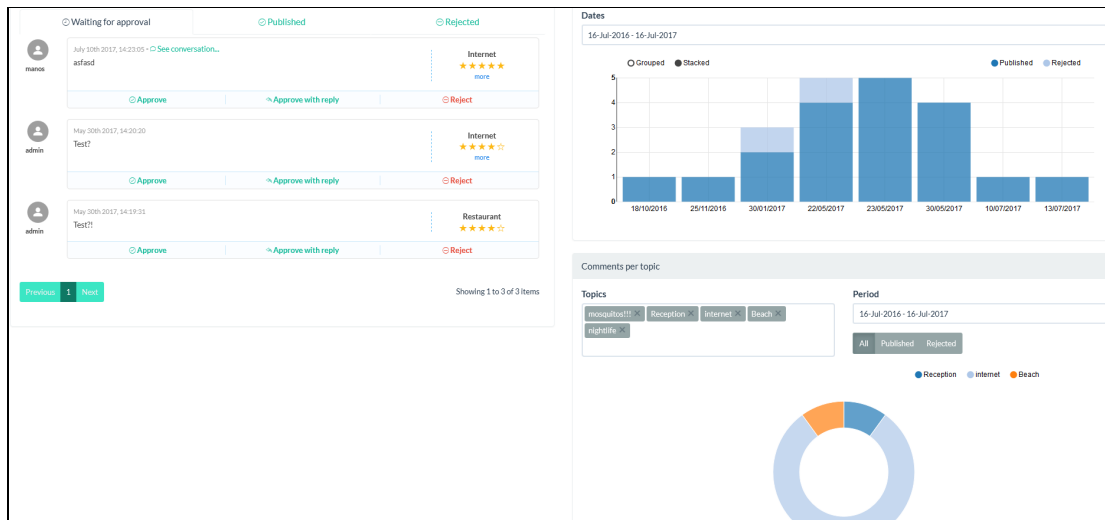 Waiting for approval
Published
Rejected
manos
July 10th 2017, 14:23:05 • See conversation...
asfasd
Internet
more
Approve
Approve with reply
Reject
admin
May 30th 2017, 14:20:20
Test?
Internet
more
Approve
Approve with reply
Reject
admin
May 30th 2017, 14:19:31
Test?!
Restaurant
Approve
Approve with reply
Reject
Previous 1 Next
Showing 1 to 3 of 3 items
Dates
16-Jul-2016 - 16-Jul-2017
Grouped Stacked
Published Rejected
5
4
3
2
1
0
18/10/2016 25/11/2016 30/01/2017 22/05/2017 23/05/2017 30/05/2017 10/07/2017 13/07/2017
Comments per topic
Topics
mosquitos!!! × Reception × internet × Beach ×
nightlife ×
Period
16-Jul-2016 - 16-Jul-2017
All Published Rejected
Reception internet Beach